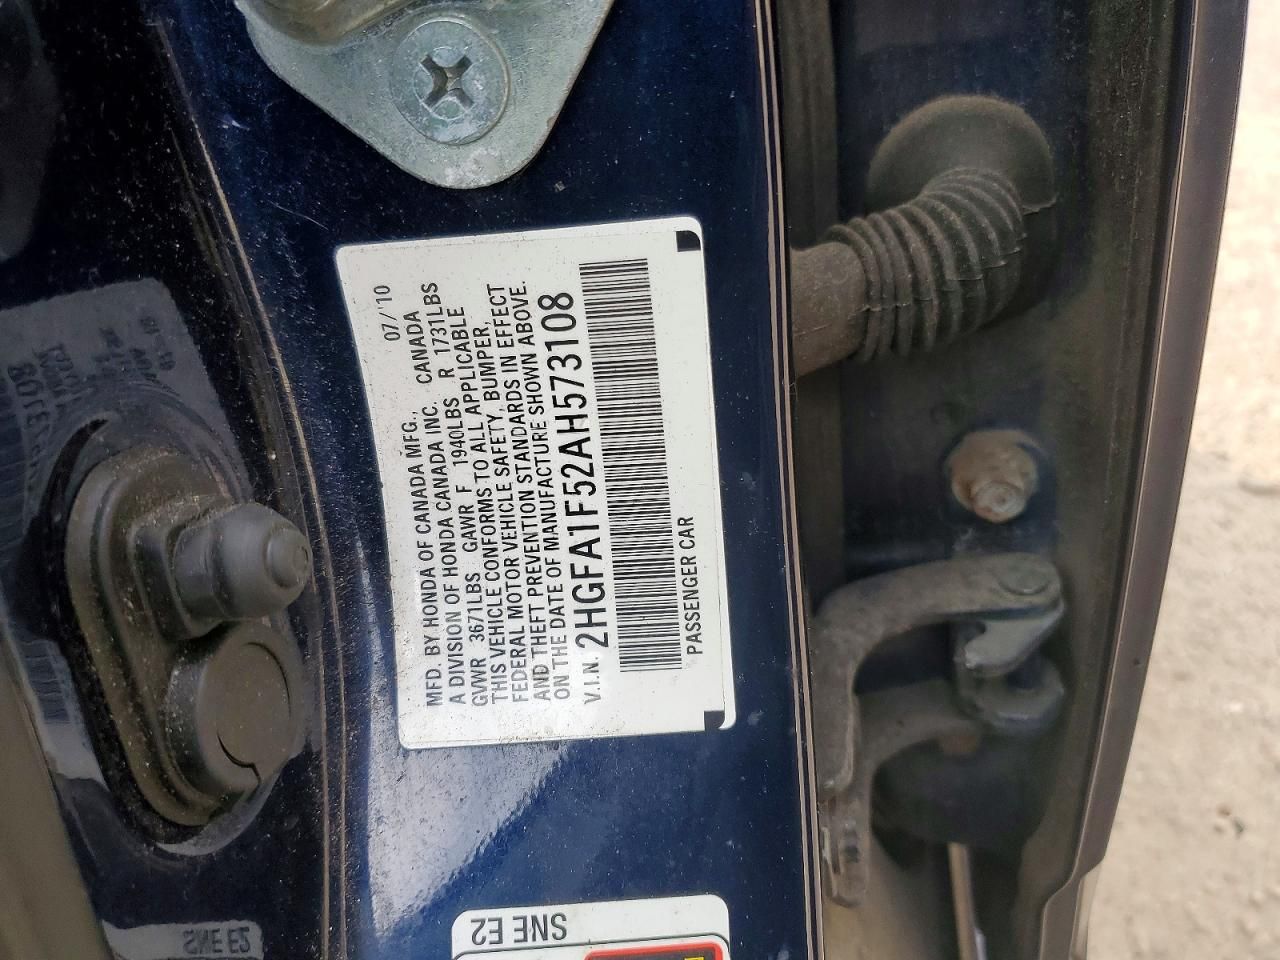 MFD. BY HONDA OF CANADA MFG., 07/'10
A DIVISION OF HONDA CANADA INC. CANADA
GVWR 3671LBS GAWR F 1940LBS R 1731LBS
THIS VEHICLE CONFORMS TO ALL APPLICABLE
FEDERAL MOTOR VEHICLE SAFETY, BUMPER,
AND THEFT PREVENTION STANDARDS IN EFFECT
ON THE DATE OF MANUFACTURE SHOWN ABOVE.
V.I.N. 2HGFA1F52AH573108
PASSENGER CAR
SNE E2